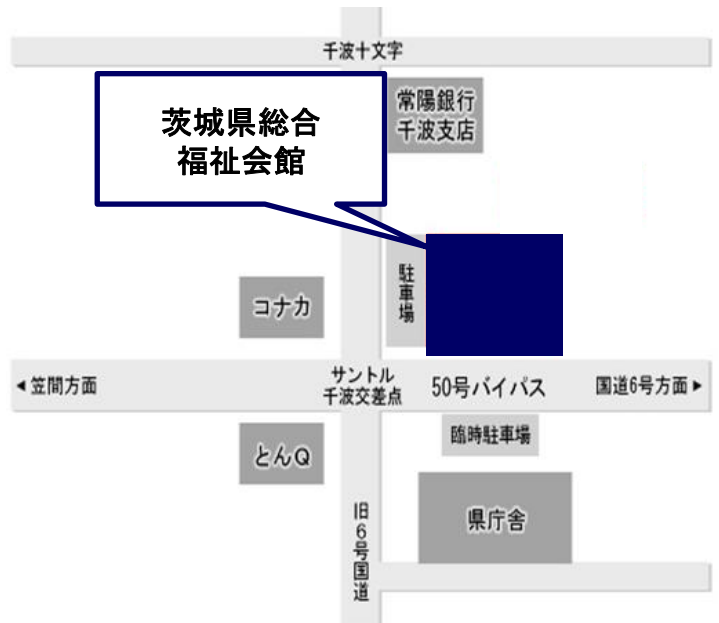 千波十文字
茨城県総合
福祉会館
常陽銀行
千波支店
駐車場
コナカ
◀笠間方面
サントル
千波交差点
50号バイパス
国道6号方面▶
臨時駐車場
とんQ
県庁舎
旧6号国道